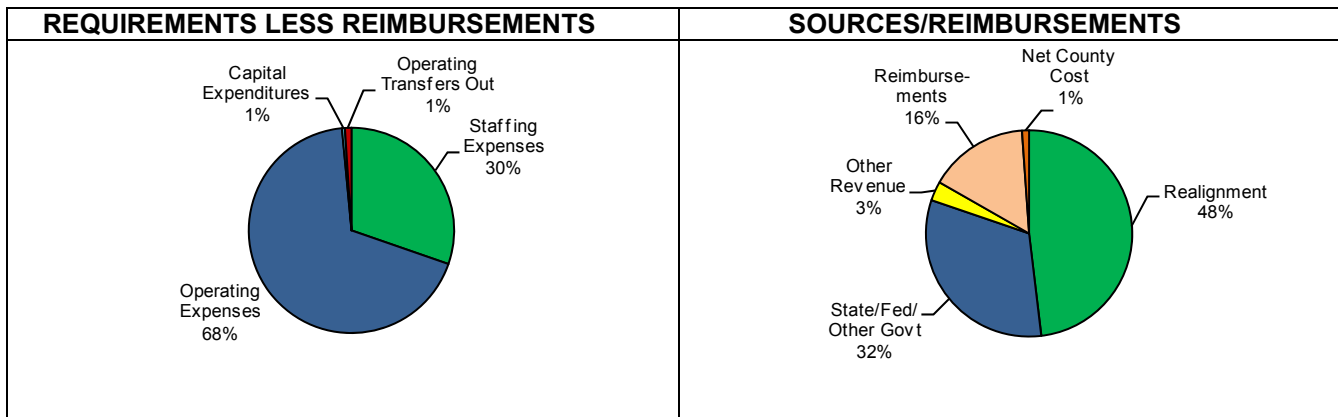 REQUIREMENTS LESS REIMBURSEMENTS
Capital
Expenditures
1%
Operating
Transfers Out
1%
Staffing
Expenses
30%
Operating
Expenses
68%
SOURCES/REIMBURSEMENTS
Net County
Cost
1%
Reimburse-
ments
16%
Other
Revenue
3%
Realignment
48%
State/Fed/
Other Govt
32%